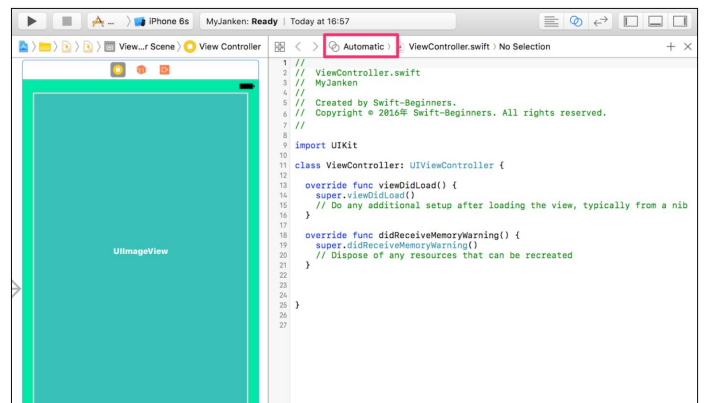 iPhone 6s MyJanken: Ready | Today at 16:57
View...r Scene View Controller Automatic ViewController.swift No Selection
1 //
2 // ViewController.swift
3 // MyJanken
4 //
5 // Created by Swift-Beginners.
6 // Copyright © 2016年 Swift-Beginners. All rights reserved.
7 //
8
9 import UIKit
10
11 class ViewController: UIViewController {
12
13 override func viewDidLoad() {
14 super.viewDidLoad()
15 // Do any additional setup after loading the view, typically from a nib
16 }
17
18 override func didReceiveMemoryWarning() {
19 super.didReceiveMemoryWarning()
20 // Dispose of any resources that can be recreated
21 }
22
23
24
25 }
26
27
UIImageView